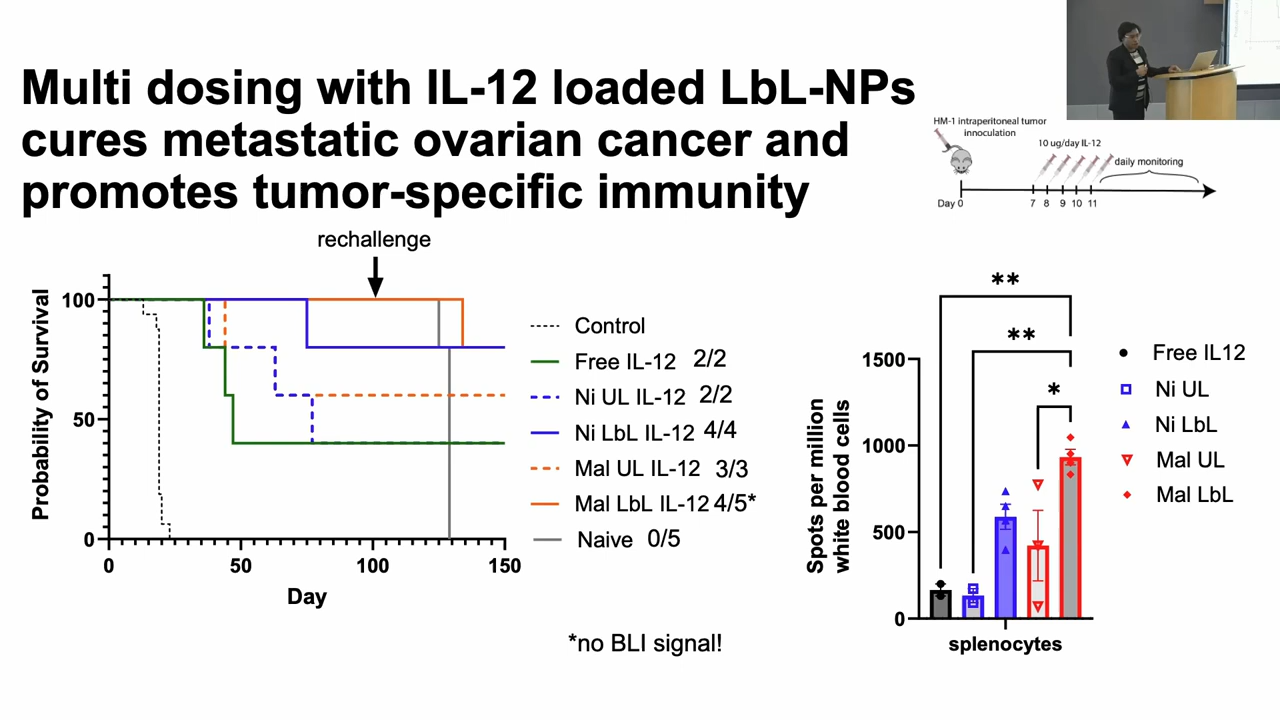 Multi dosing with IL-12 loaded LbL-NPs
cures metastatic ovarian cancer and
promotes tumor-specific immunity
HM-1 intraperitoneal tumor
innoculation
10 ug/day IL-12
daily monitoring
Day 0
7 8 9 10 11
rechallenge
Probability of Survival
100
50
0
0 50 100 150
Day
Control
Free IL-12 2/2
Ni UL IL-12 2/2
Ni LbL IL-12 4/4
Mal UL IL-12 3/3
Mal LbL IL-12 4/5*
Naive 0/5
*no BLI signal!
**
**
*
Spots per million
white blood cells
1500
1000
500
0
splenocytes
Free IL12
Ni UL
Ni LbL
Mal UL
Mal LbL